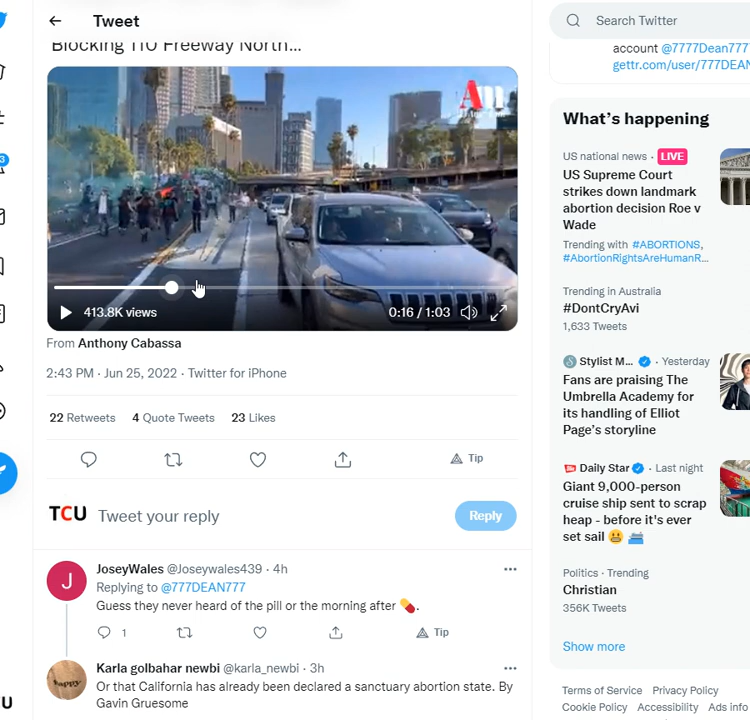 Tweet
Search Twitter
Blocking 110 Freeway North...
account @7777Dean777
gettr.com/user/777DEAN
What's happening
US national news · LIVE
US Supreme Court
strikes down landmark
abortion decision Roe v
Wade
Trending with #ABORTIONS,
#AbortionRightsAreHumanR...
Trending in Australia
#DontCryAvi
1,633 Tweets
Stylist M... · Yesterday
Fans are praising The
Umbrella Academy for
its handling of Elliot
Page's storyline
Daily Star · Last night
Giant 9,000-person
cruise ship sent to scrap
heap - before it's ever
set sail 😬 🚢
Politics · Trending
Christian
356K Tweets
Show more
Terms of Service Privacy Policy
Cookie Policy Accessibility Ads info
Am
413.8K views
0:16 / 1:03
From Anthony Cabassa
2:43 PM · Jun 25, 2022 · Twitter for iPhone
22 Retweets 4 Quote Tweets 23 Likes
Tip
TCU Tweet your reply Reply
J
JoseyWales @Joseywales439 · 4h
Replying to @777DEAN777
Guess they never heard of the pill or the morning after 💊.
1 Tip
happy
Karla golbahar newbi @karla_newbi · 3h
Or that California has already been declared a sanctuary abortion state. By
Gavin Gruesome
3